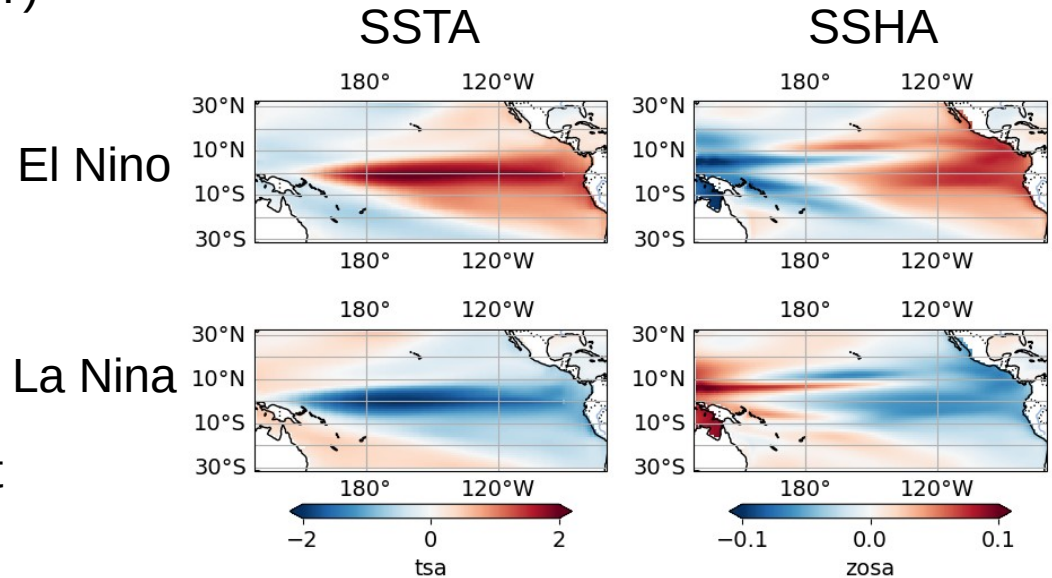 SSTA SSHA
180° 120°W 180° 120°W
30°N 30°N
El Nino 10°N 10°N
10°S 10°S
30°S 30°S
180° 120°W 180° 120°W
180° 120°W 180° 120°W
30°N 30°N
La Nina 10°N 10°N
10°S 10°S
30°S 30°S
180° 120°W 180° 120°W
−2 0 2 −0.1 0.0 0.1
tsa zosa